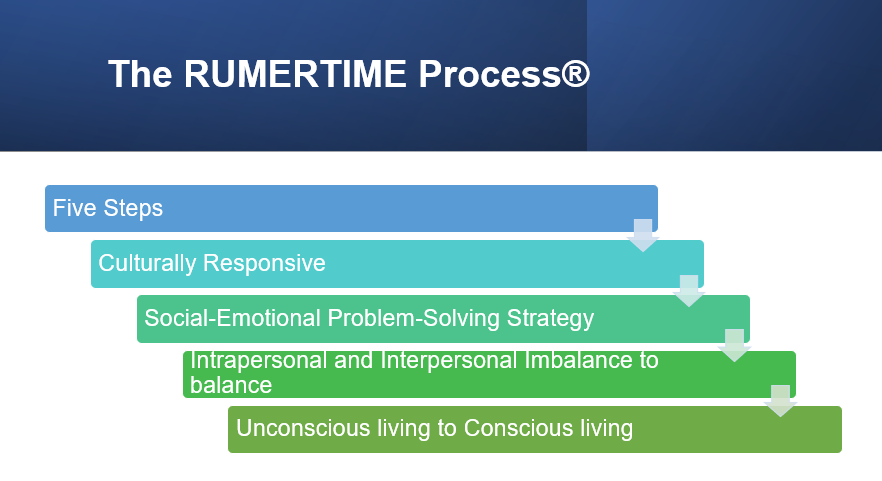 The RUMERTIME Process®
Five Steps
Culturally Responsive
Social-Emotional Problem-Solving Strategy
Intrapersonal and Interpersonal Imbalance to
balance
Unconscious living to Conscious living